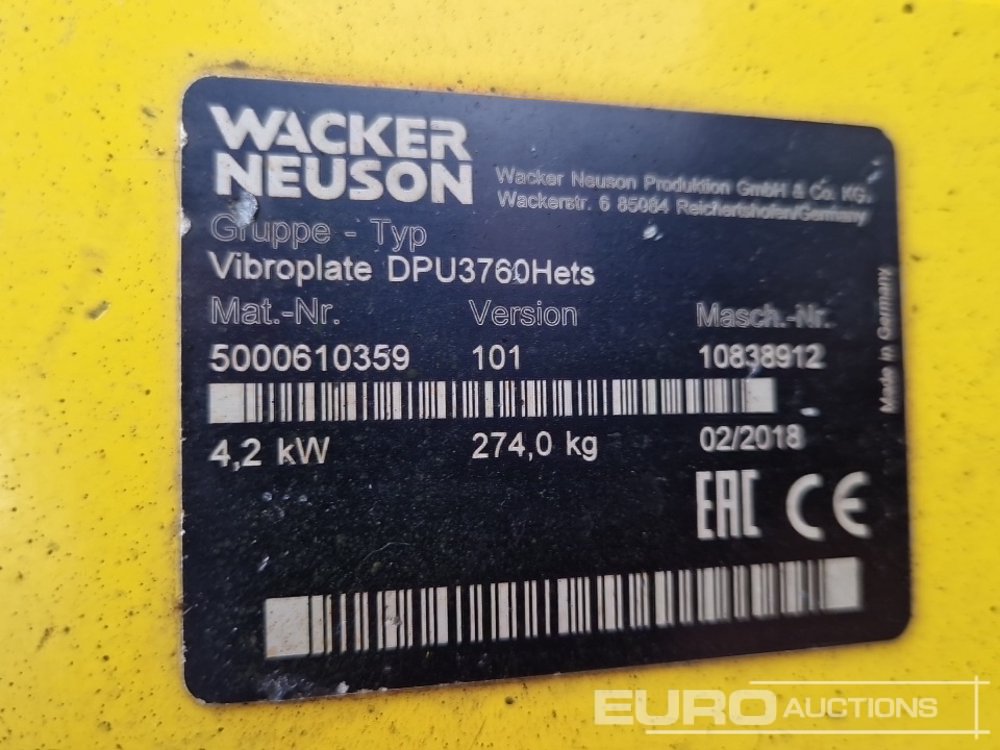 WACKER
NEUSON
Wacker Neuson Produktion GmbH & Co. KG.
Wackerstr. 6 85084 Reichertshofen/Germany
Gruppe - Typ
Vibroplate DPU3760Hets
Mat.-Nr. Version Masch.-Nr.
5000610359 101 10838912
4,2 kW 274,0 kg 02/2018
Made in Germany
EAC CE
EURO AUCTIONS